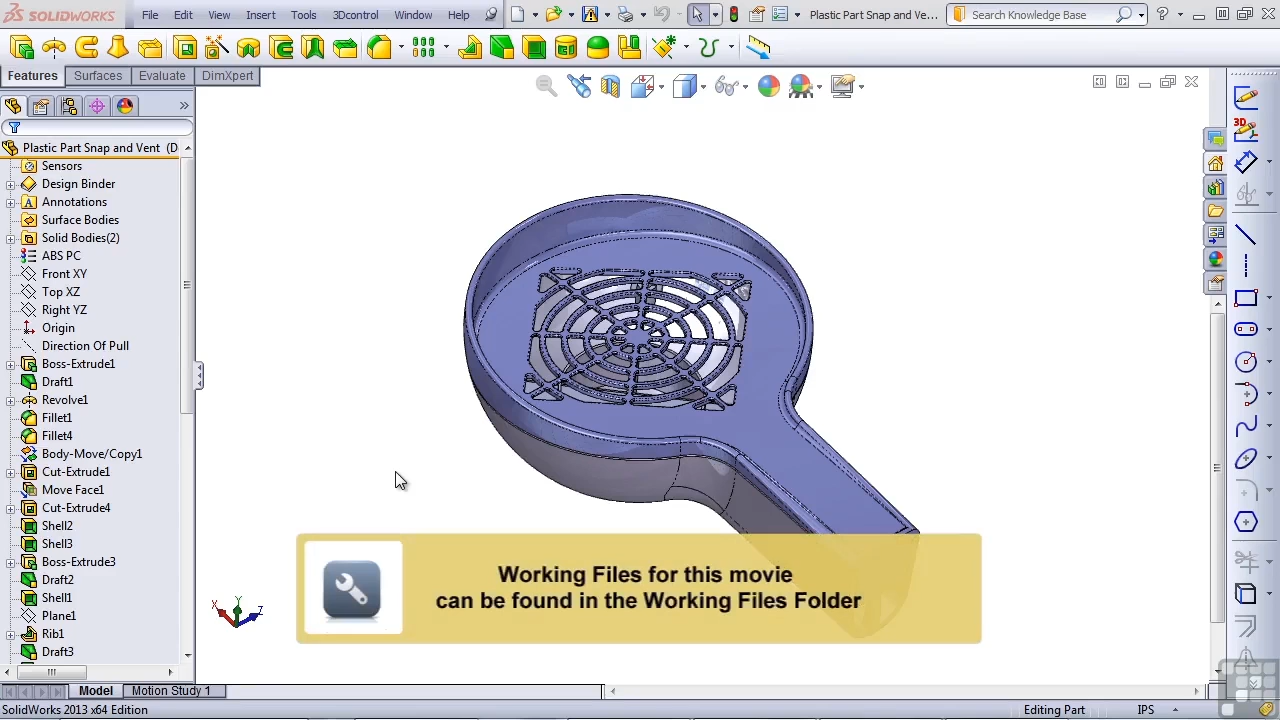 SOLIDWORKS File Edit View Insert Tools 3Dcontrol Window Help Plastic Part Snap and Ve... Search Knowledge Base ?
Features Surfaces Evaluate DimXpert
Plastic Part Snap and Vent (D
Sensors
Design Binder
Annotations
Surface Bodies
Solid Bodies(2)
ABS PC
Front XY
Top XZ
Right YZ
Origin
Direction Of Pull
Boss-Extrude1
Draft1
Revolve1
Fillet1
Fillet4
Body-Move/Copy1
Cut-Extrude1
Move Face1
Cut-Extrude4
Shell2
Shell3
Boss-Extrude3
Draft2
Shell1
Plane1
Rib1
Draft3
3D
X Y Z
Working Files for this movie
can be found in the Working Files Folder
Model Motion Study 1
SolidWorks 2013 x64 Edition Editing Part IPS